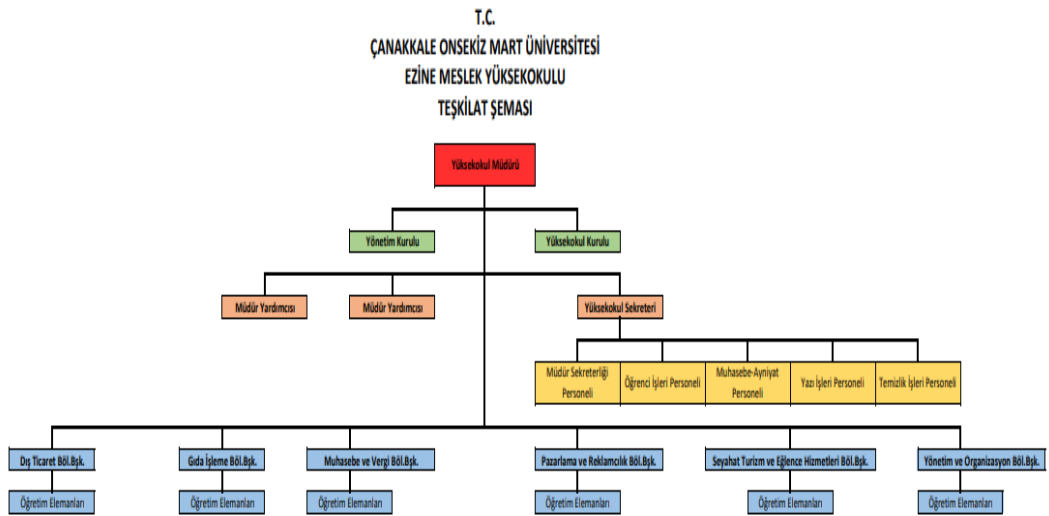 T.C.
ÇANAKKALE ONSEKİZ MART ÜNİVERSİTESİ
EZİNE MESLEK YÜKSEKOKULU
TEŞKİLAT ŞEMASI
Yüksekokul Müdürü
Yönetim Kurulu
Yüksekokul Kurulu
Müdür Yardımcısı
Müdür Yardımcısı
Yüksekokul Sekreteri
Müdür Sekreterliği
Personeli
Öğrenci İşleri Personeli
Muhasebe-Ayniyat
Personeli
Yazı İşleri Personeli
Temizlik İşleri Personeli
Dış Ticaret Böl.Bşk.
Gıda İşleme Böl.Bşk.
Muhasebe ve Vergi Böl.Bşk.
Pazarlama ve Reklamcılık Böl.Bşk.
Seyahat Turizm ve Eğlence Hizmetleri Böl.Bşk.
Yönetim ve Organizasyon Böl.Bşk.
Öğretim Elemanları
Öğretim Elemanları
Öğretim Elemanları
Öğretim Elemanları
Öğretim Elemanları
Öğretim Elemanları